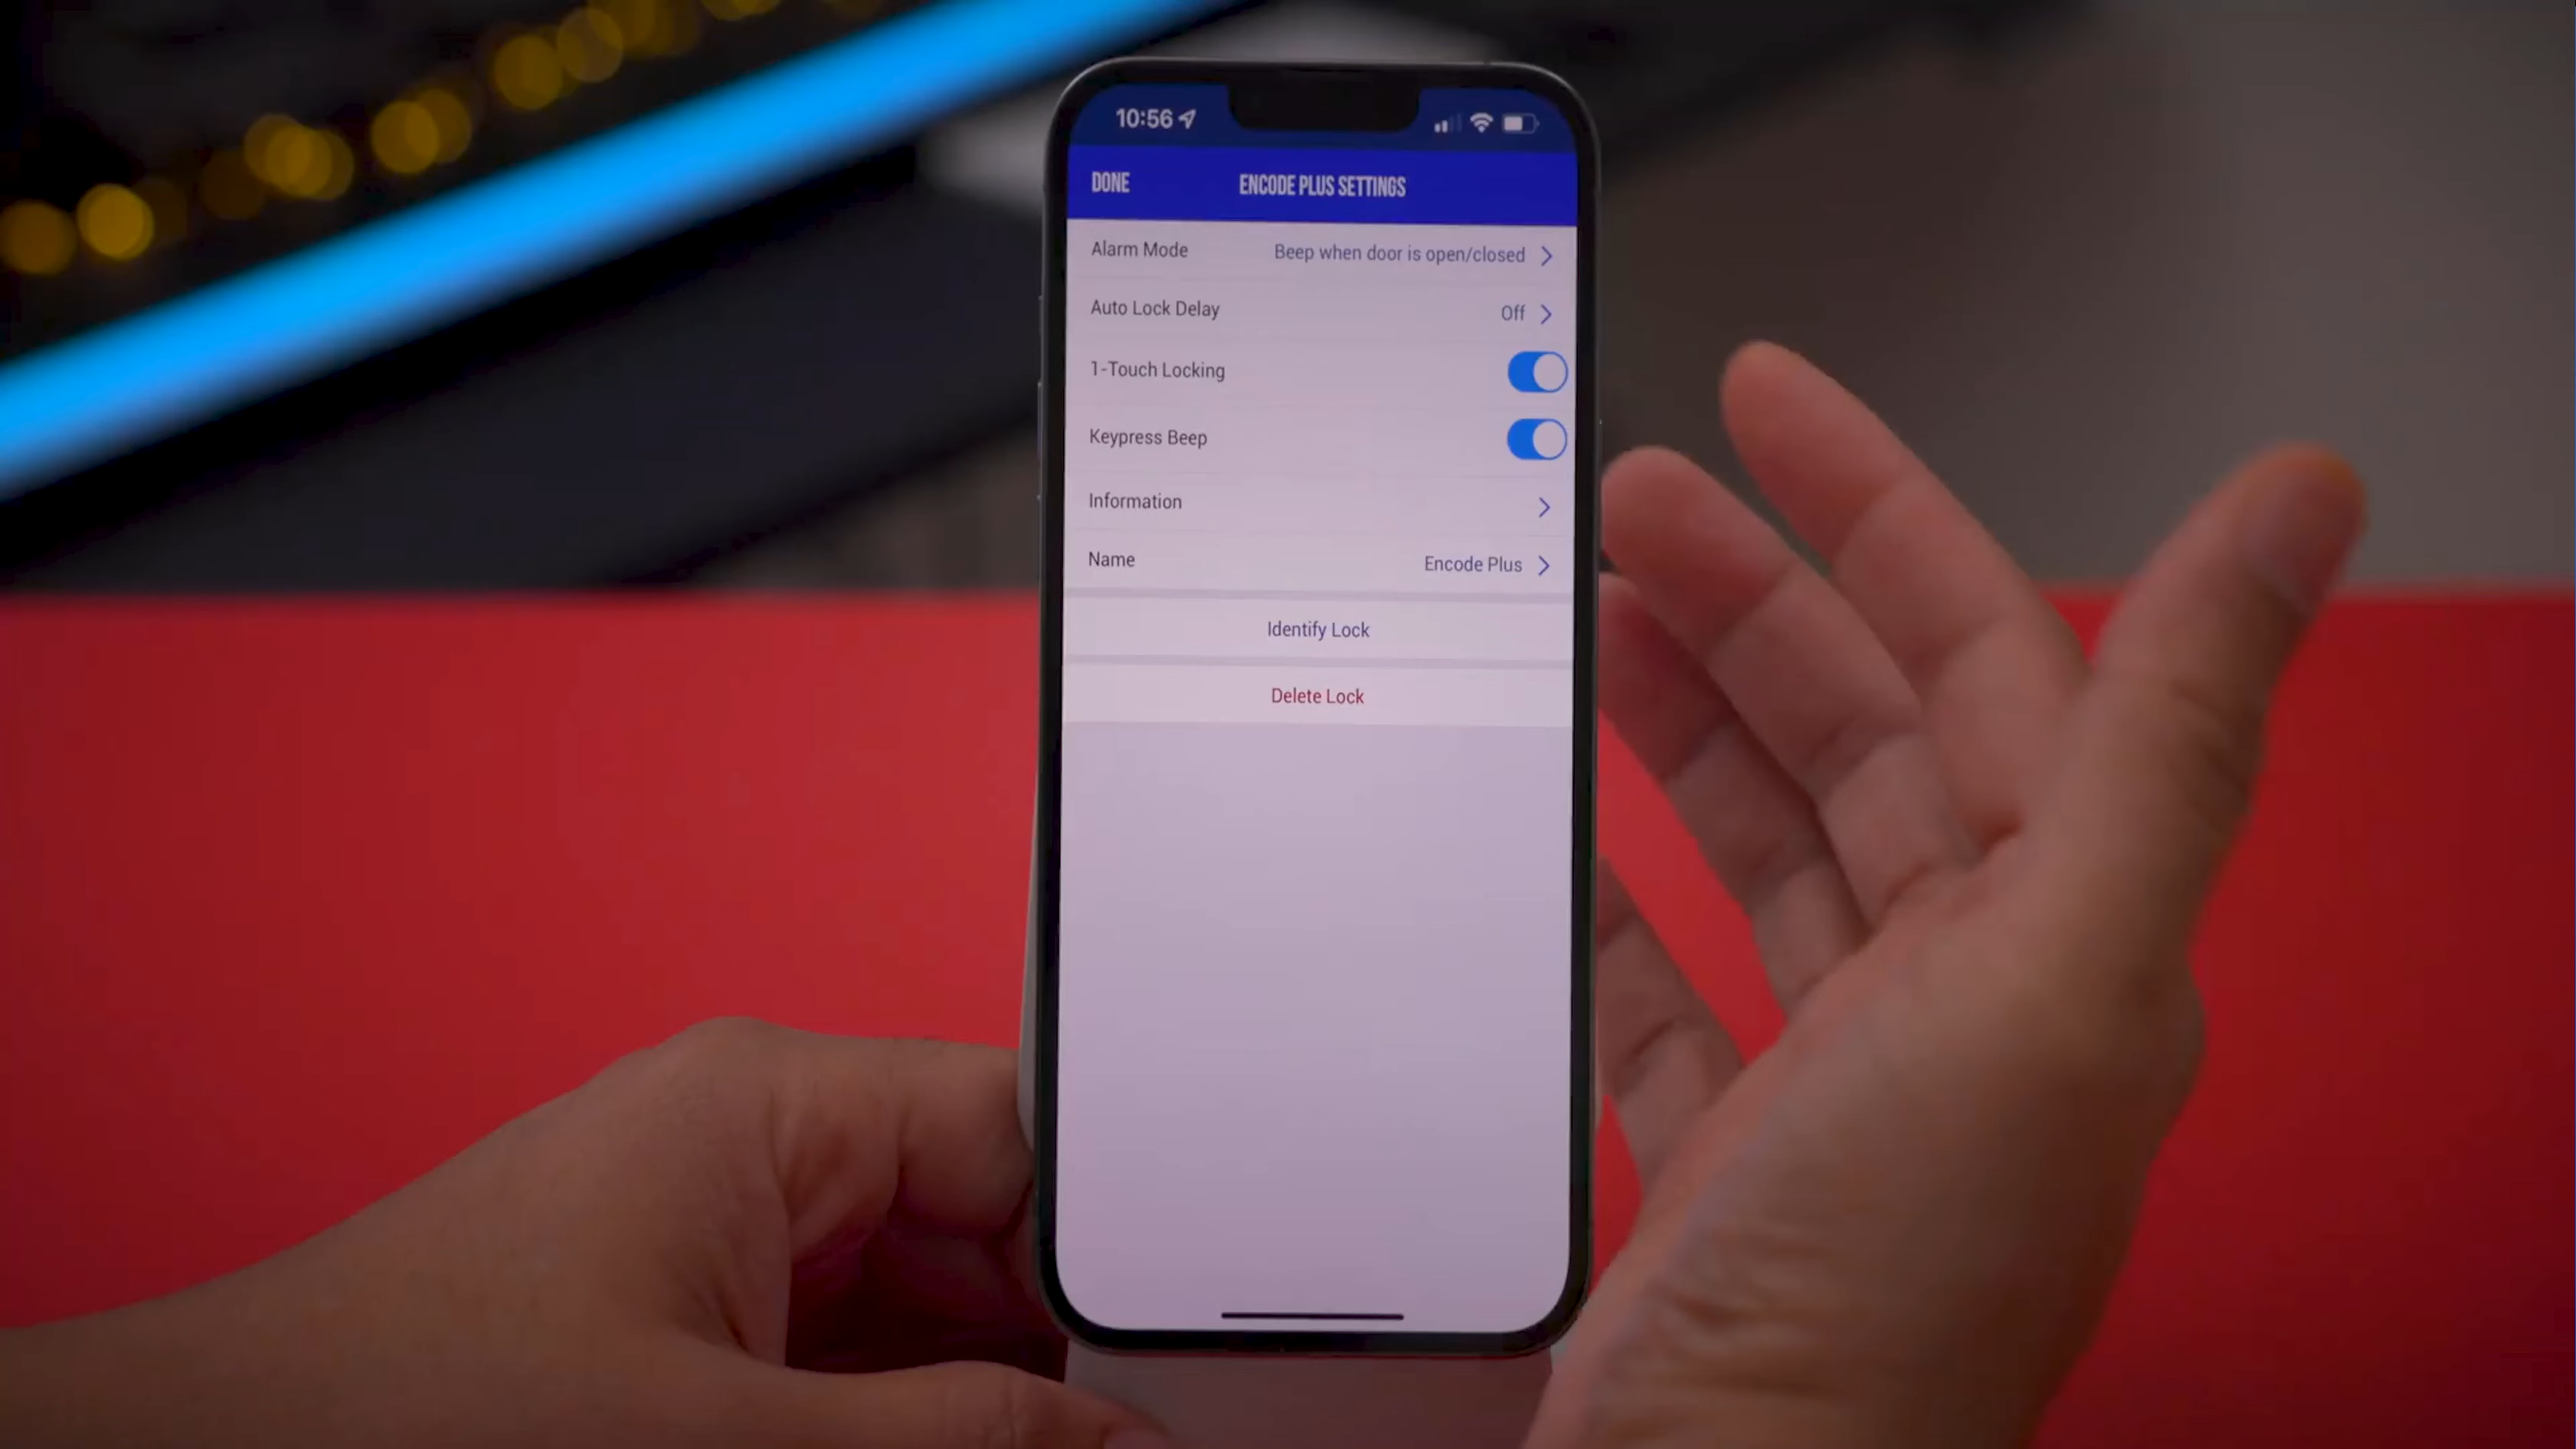 10:56
DONE ENCODE PLUS SETTINGS
Alarm Mode Beep when door is open/closed
Auto Lock Delay Off
1-Touch Locking
Keypress Beep
Information
Name Encode Plus
Identify Lock
Delete Lock